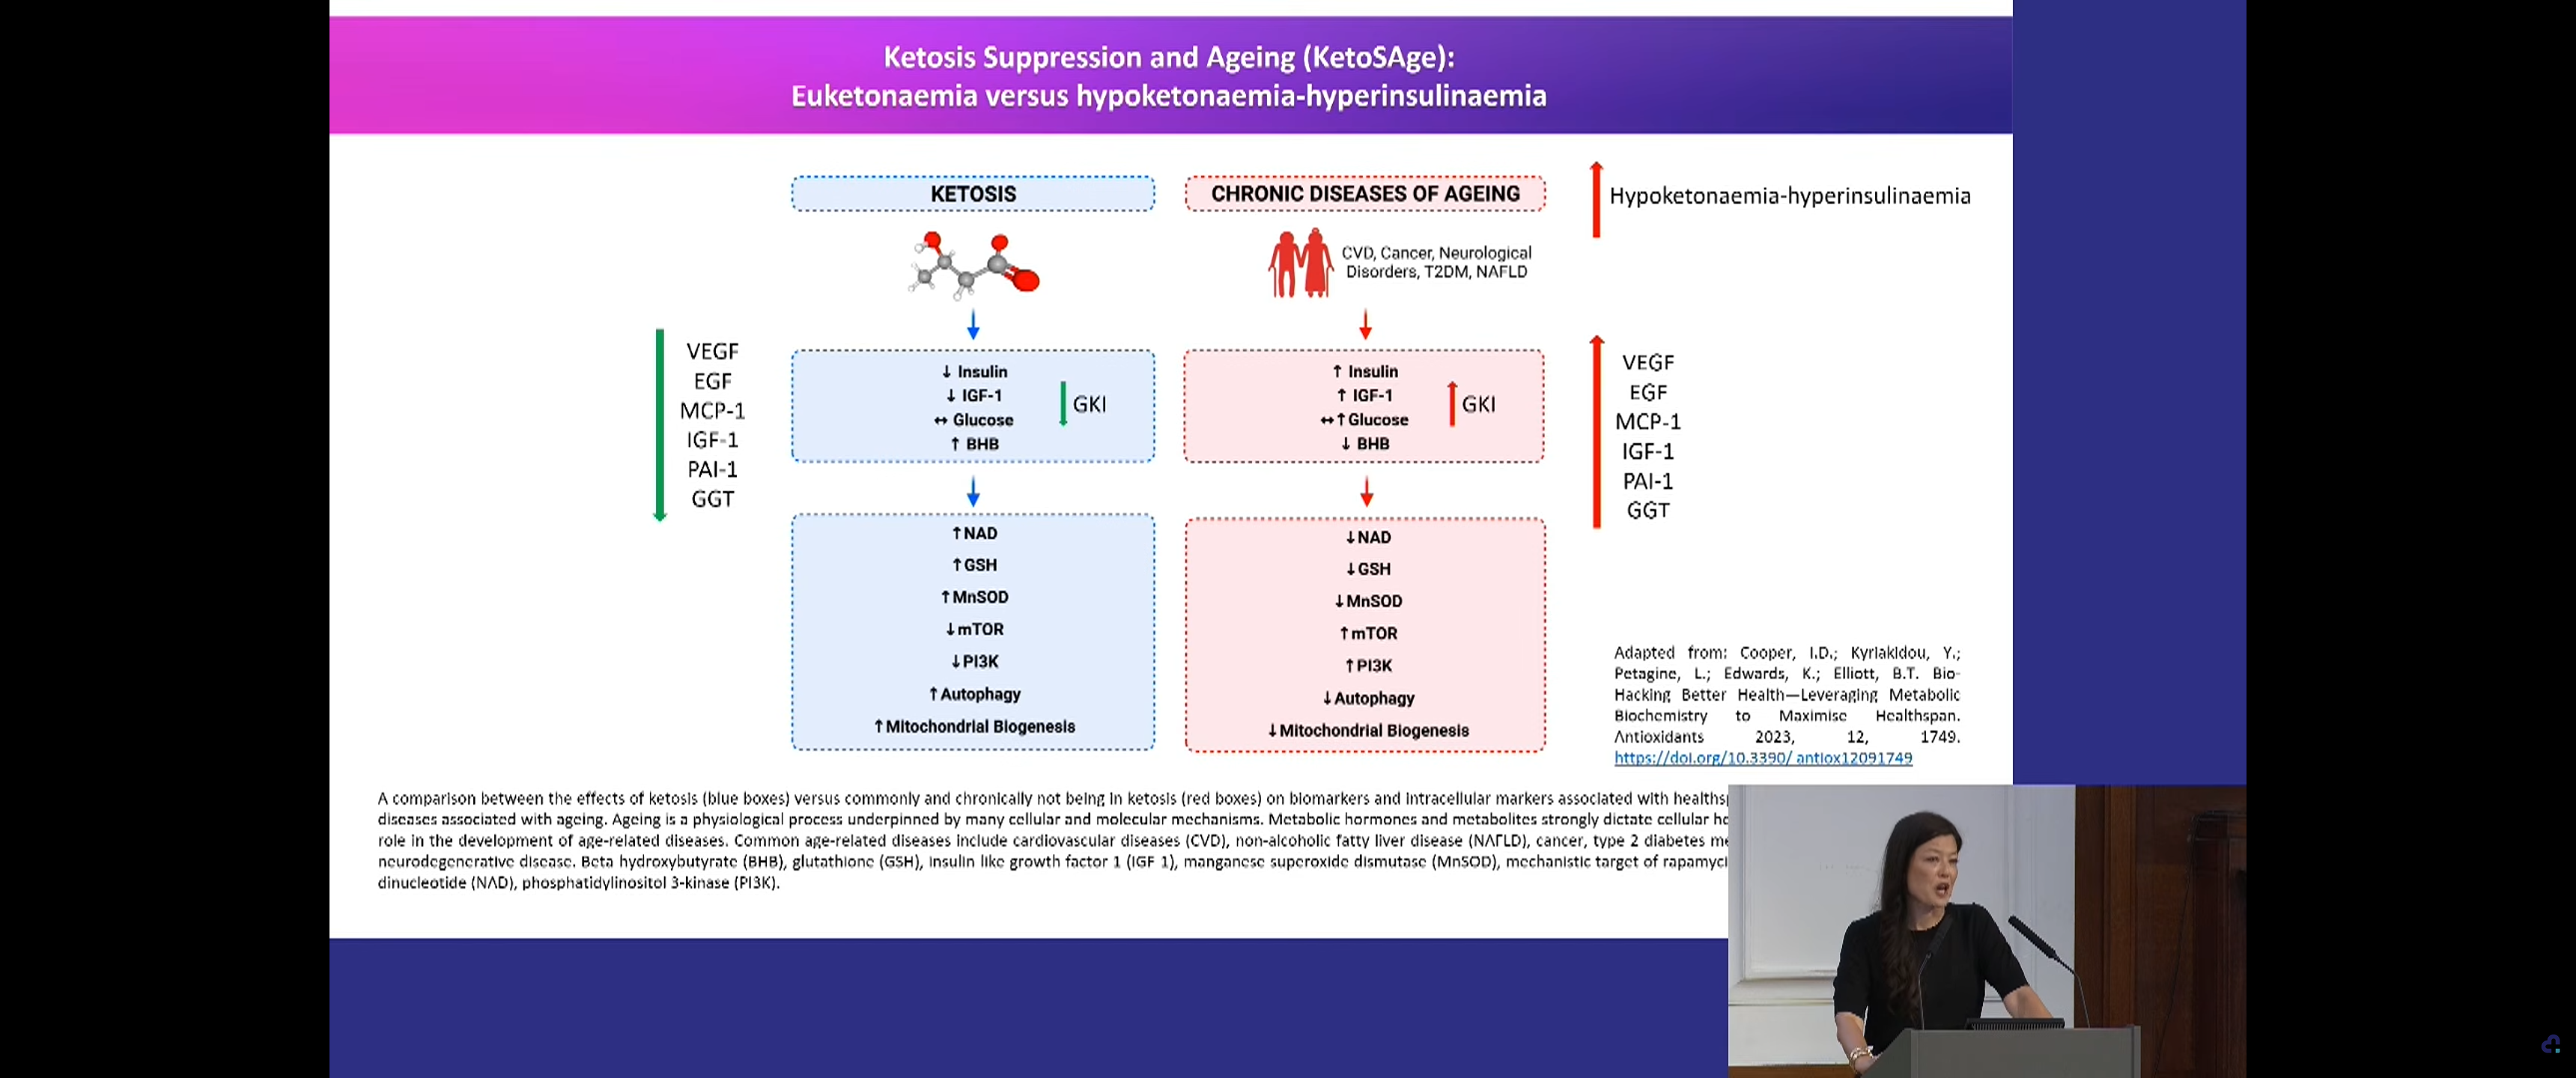 Ketosis Suppression and Ageing (KetoSAge):
Euketonaemia versus hypoketonaemia-hyperinsulinaemia
KETOSIS
CHRONIC DISEASES OF AGEING
Hypoketonaemia-hyperinsulinaemia
CVD, Cancer, Neurological
Disorders, T2DM, NAFLD
VEGF
EGF
MCP-1
IGF-1
PAI-1
GGT
↓ Insulin
↓ IGF-1
↔ Glucose
↑ BHB
GKI
↑ Insulin
↑ IGF-1
↔↑Glucose
↓ BHB
GKI
VEGF
EGF
MCP-1
IGF-1
PAI-1
GGT
↑NAD
↑GSH
↑MnSOD
↓mTOR
↓PI3K
↑Autophagy
↑Mitochondrial Biogenesis
↓NAD
↓GSH
↓MnSOD
↑mTOR
↑PI3K
↓Autophagy
↓Mitochondrial Biogenesis
Adapted from: Cooper, I.D.; Kyriakidou, Y.;
Petagine, L.; Edwards, K.; Elliott, B.T. Bio-
Hacking Better Health—Leveraging Metabolic
Biochemistry to Maximise Healthspan.
Antioxidants 2023, 12, 1749.
https://doi.org/10.3390/ antiox12091749
A comparison between the effects of ketosis (blue boxes) versus commonly and chronically not being in ketosis (red boxes) on biomarkers and intracellular markers associated with
diseases associated with ageing. Ageing is a physiological process underpinned by many cellular and molecular mechanisms. Metabolic hormones and metabolites strongly dictate cellular
role in the development of age-related diseases. Common age-related diseases include cardiovascular diseases (CVD), non-alcoholic fatty liver disease (NAFLD), cancer, type 2 diabetes
neurodegenerative disease. Beta hydroxybutyrate (BHB), glutathione (GSH), insulin like growth factor 1 (IGF 1), manganese superoxide dismutase (MnSOD), mechanistic target of
dinucleotide (NAD), phosphatidylinositol 3-kinase (PI3K).